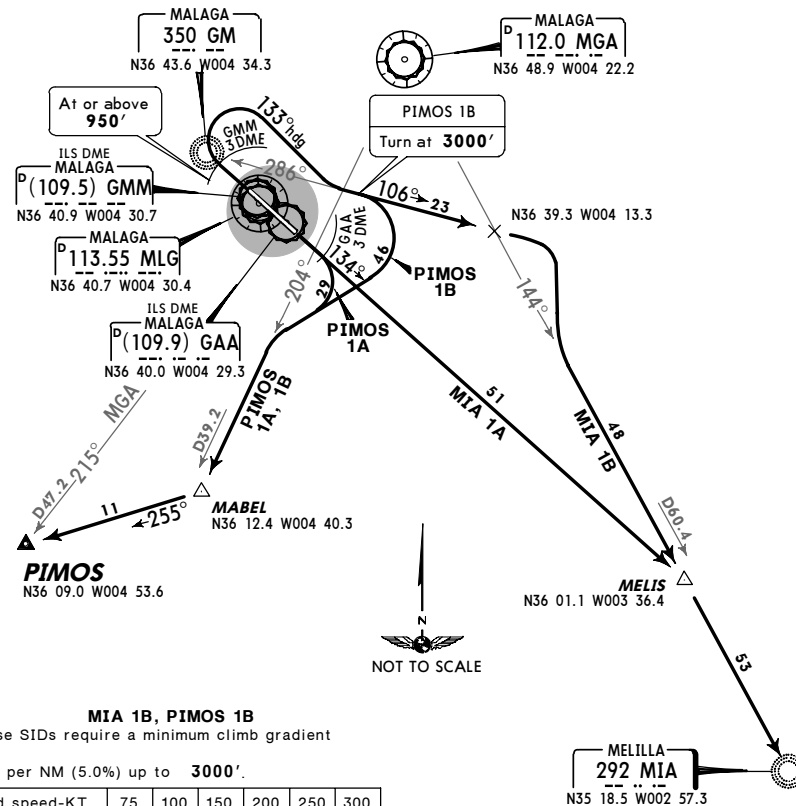 MALAGA
350 GM
N36 43.6 W004 34.3
MALAGA
D 112.0 MGA
N36 48.9 W004 22.2
At or above
950'
133° hdg
GMM
3 DME
PIMOS 1B
Turn at 3000'
ILS DME
MALAGA
D (109.5) GMM
N36 40.9 W004 30.7
286°
106°
23
N36 39.3 W004 13.3
MALAGA
D 113.55 MLG
N36 40.7 W004 30.4
GAA
3 DME
134°
46
PIMOS
1B
204°
29
144°
ILS DME
MALAGA
D (109.9) GAA
N36 40.0 W004 29.3
PIMOS
1A
PIMOS
1A, 1B
51
MIA 1A
48
MIA 1B
MGA
215°
D47.2
D39.2
D60.4
11
255°
MABEL
N36 12.4 W004 40.3
PIMOS
N36 09.0 W004 53.6
MELIS
N36 01.1 W003 36.4
N
NOT TO SCALE
53
MIA 1B, PIMOS 1B
se SIDs require a minimum climb gradient
per NM (5.0%) up to 3000'.
d speed-KT 75 100 150 200 250 300
MELILLA
292 MIA
N35 18.5 W002 57.3